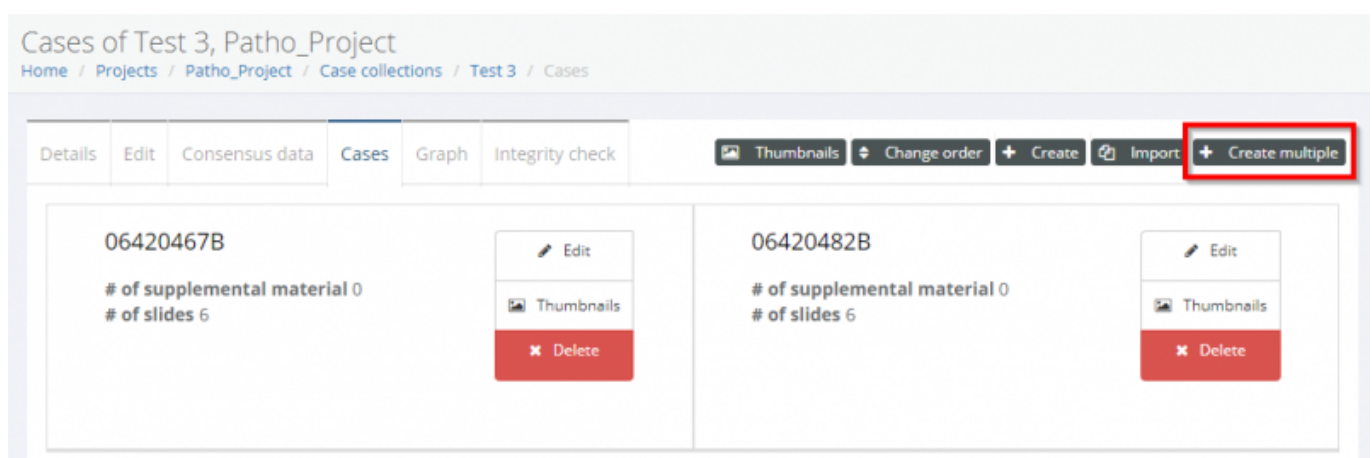 Cases of Test 3, Patho_Project
Home / Projects / Patho_Project / Case collections / Test 3 / Cases
Details Edit Consensus data Cases Graph Integrity check Thumbnails Change order + Create Import + Create multiple
06420467B
# of supplemental material 0
# of slides 6
Edit
Thumbnails
Delete
06420482B
# of supplemental material 0
# of slides 6
Edit
Thumbnails
Delete